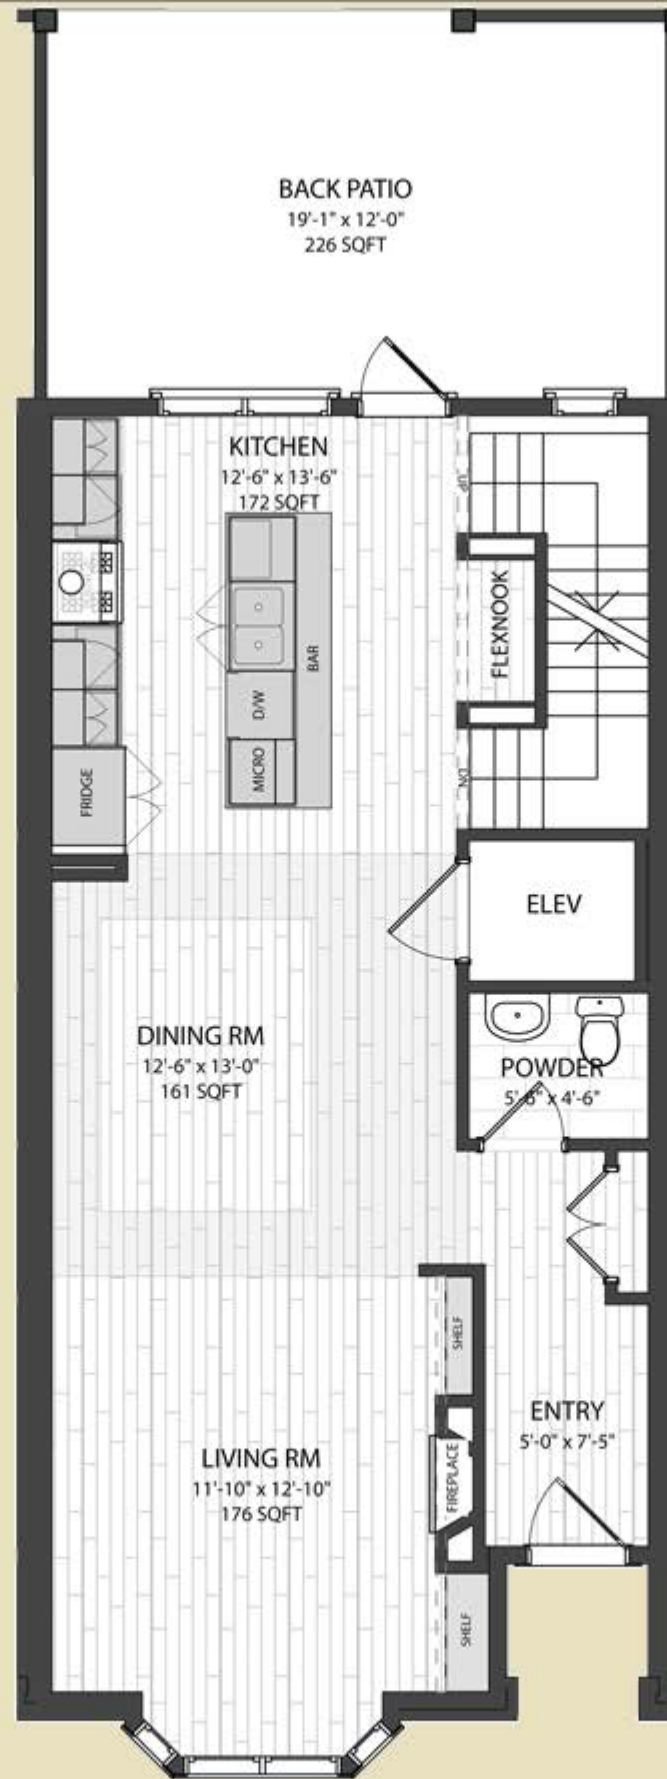 BACK PATIO
19'-1" x 12'-0"
226 SQFT
KITCHEN
12'-6" x 13'-6"
172 SQFT
UP
FLEXNOOK
BAR
D/W
MICRO
DN
FRIDGE
ELEV
DINING RM
12'-6" x 13'-0"
161 SQFT
POWDER
5'-6" x 4'-6"
SHELF
ENTRY
5'-0" x 7'-5"
LIVING RM
11'-10" x 12'-10"
176 SQFT
FIREPLACE
SHELF